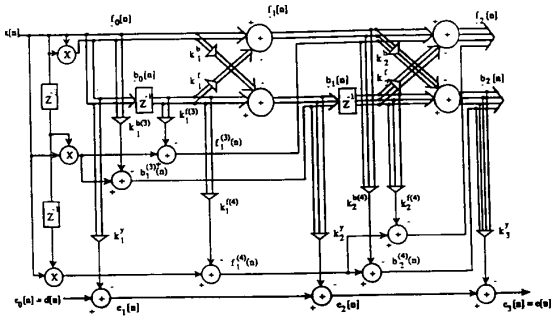 f₀[n]
f₁[n]
f₂[n]
x[n]
k₁ᵇ
k₂ᵇ
X
b₀[n]
k₁ᶠ
b₁[n]
kᶠ
b₂[n]
z⁻¹
z⁻¹
z⁻¹
k₁ᵇ⁽³⁾
k₁ᶠ⁽³⁾
X
f₁⁽³⁾(n)
b₁⁽³⁾(n)
k₁ᶠ⁽⁴⁾
k₂ᵇ⁽⁴⁾
k₂ᶠ⁽⁴⁾
z⁻¹
k₁ʸ
k₂ʸ
k₃ʸ
X
f₁⁽⁴⁾(n)
b₂⁽⁴⁾(n)
e₀[n] = d[n]
e₁[n]
e₂[n]
e₃[n] = e[n]